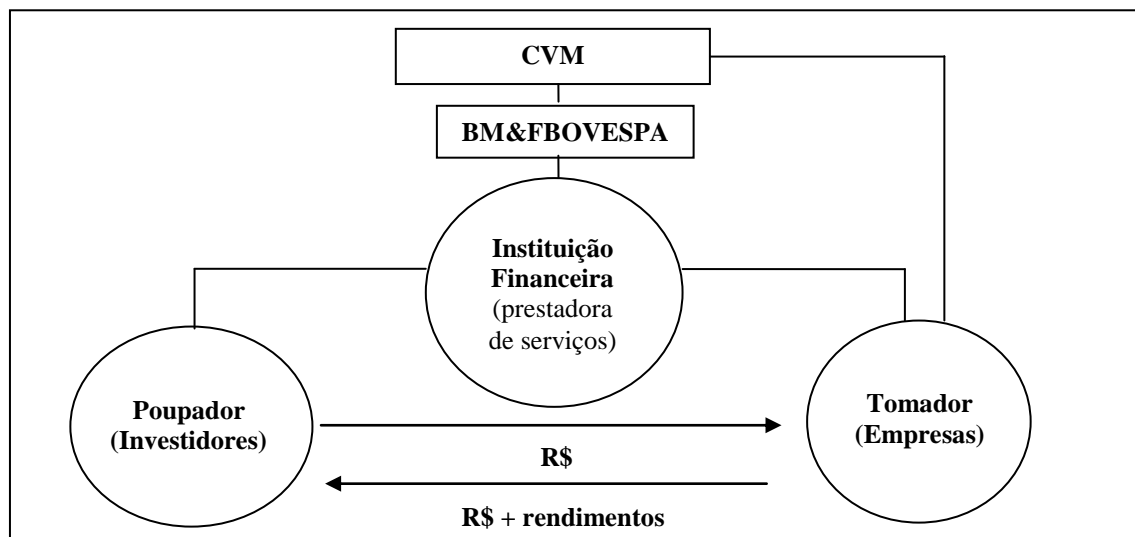 CVM
BM&FBOVESPA
Instituição
Financeira
(prestadora
de serviços)
Poupador
(Investidores)
Tomador
(Empresas)
R$
R$ + rendimentos